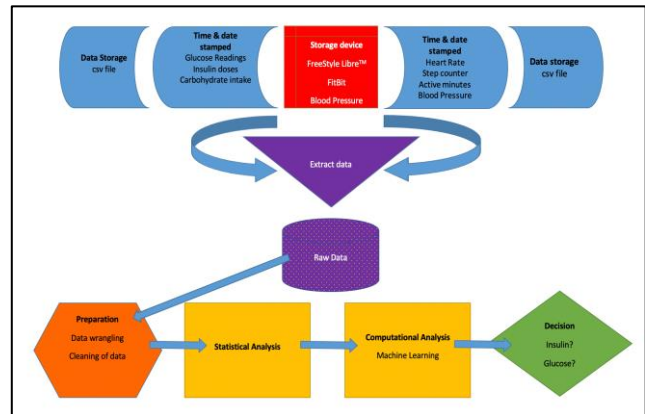 Data Storage
csv file
Time & date
stamped
Glucose Readings
Insulin doses
Carbohydrate intake
Storage device
FreeStyle Libre™
FitBit
Blood Pressure
Time & date
stamped
Heart Rate
Step counter
Active minutes
Blood Pressure
Data storage
csv file
Extract data
Raw Data
Preparation
Data wrangling
Cleaning of data
Statistical Analysis
Computational Analysis
Machine Learning
Decision
Insulin?
Glucose?